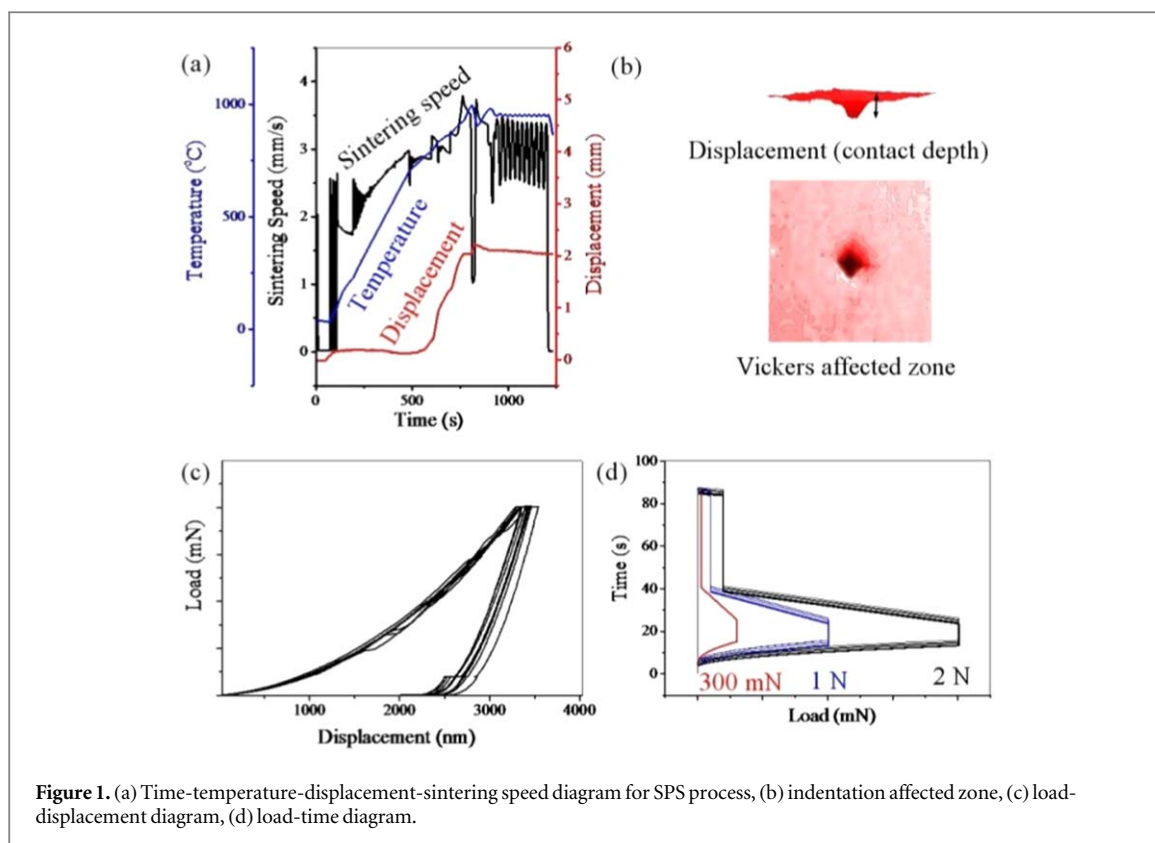 (a)
Temperature (°C)
1000
500
0
Sintering Speed (mm/s)
4
3
2
1
0
Sintering speed
Temperature
Displacement
6
5
4
3
2
1
0
Displacement (mm)
0
500
1000
Time (s)
(b)
Displacement (contact depth)
Vickers affected zone
(c)
Load (mN)
1000
2000
3000
4000
Displacement (nm)
(d)
Time (s)
100
80
60
40
20
0
300 mN
1 N
2 N
Load (mN)
Figure 1. (a) Time-temperature-displacement-sintering speed diagram for SPS process, (b) indentation affected zone, (c) load-
displacement diagram, (d) load-time diagram.